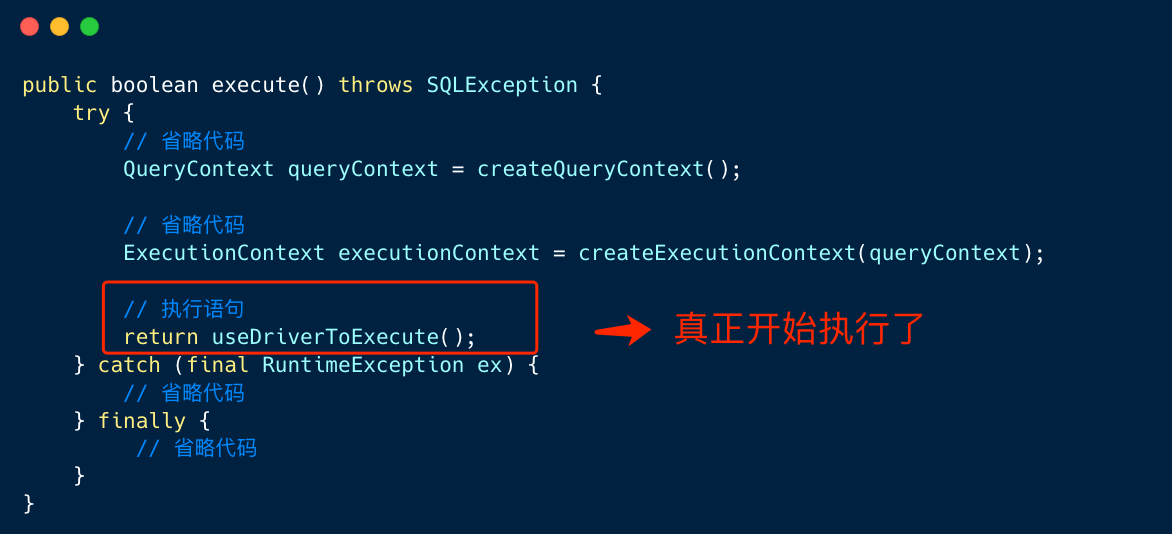 public boolean execute() throws SQLException {
    try {
        // 省略代码
        QueryContext queryContext = createQueryContext();

        // 省略代码
        ExecutionContext executionContext = createExecutionContext(queryContext);

        // 执行语句
        return useDriverToExecute();
真正开始执行了
    } catch (final RuntimeException ex) {
        // 省略代码
    } finally {
         // 省略代码
    }
}